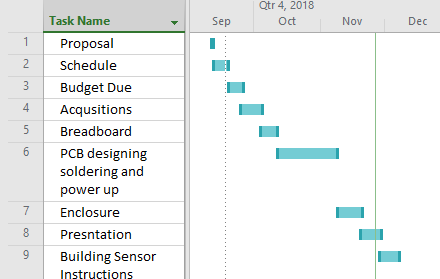 Qtr 4, 2018
Task Name
Sep Oct Nov Dec
1 Proposal
2 Schedule
3 Budget Due
4 Acqusitions
5 Breadboard
6 PCB designing
soldering and
power up
7 Enclosure
8 Presntation
9 Building Sensor
Instructions